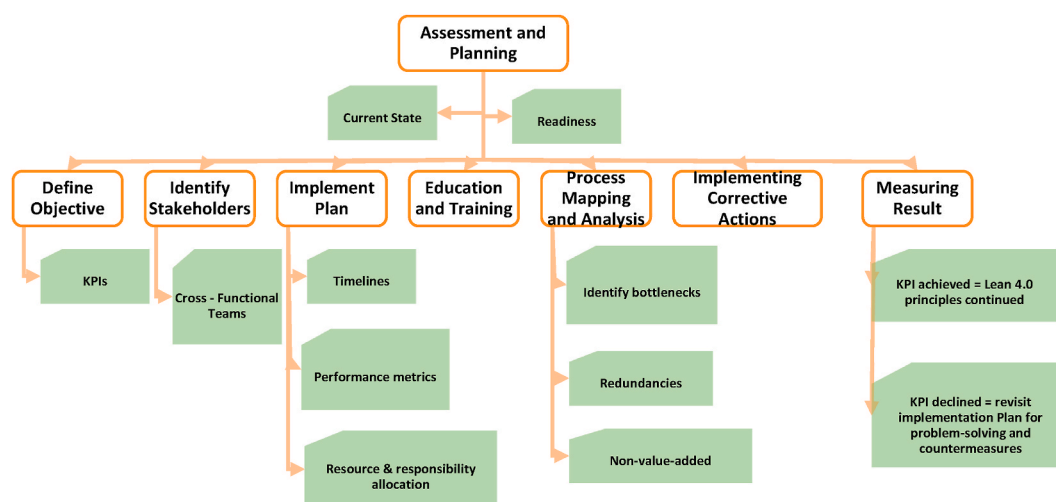 Assessment and
Planning
Current State
Readiness
Define
Objective
Identify
Stakeholders
Implement
Plan
Education
and Training
Process
Mapping
and Analysis
Implementing
Corrective
Actions
Measuring
Result
KPIs
Cross - Functional
Teams
Timelines
Performance metrics
Resource & responsibility
allocation
Identify bottlenecks
Redundancies
Non-value-added
KPI achieved = Lean 4.0
principles continued
KPI declined = revisit
implementation Plan for
problem-solving and
countermeasures